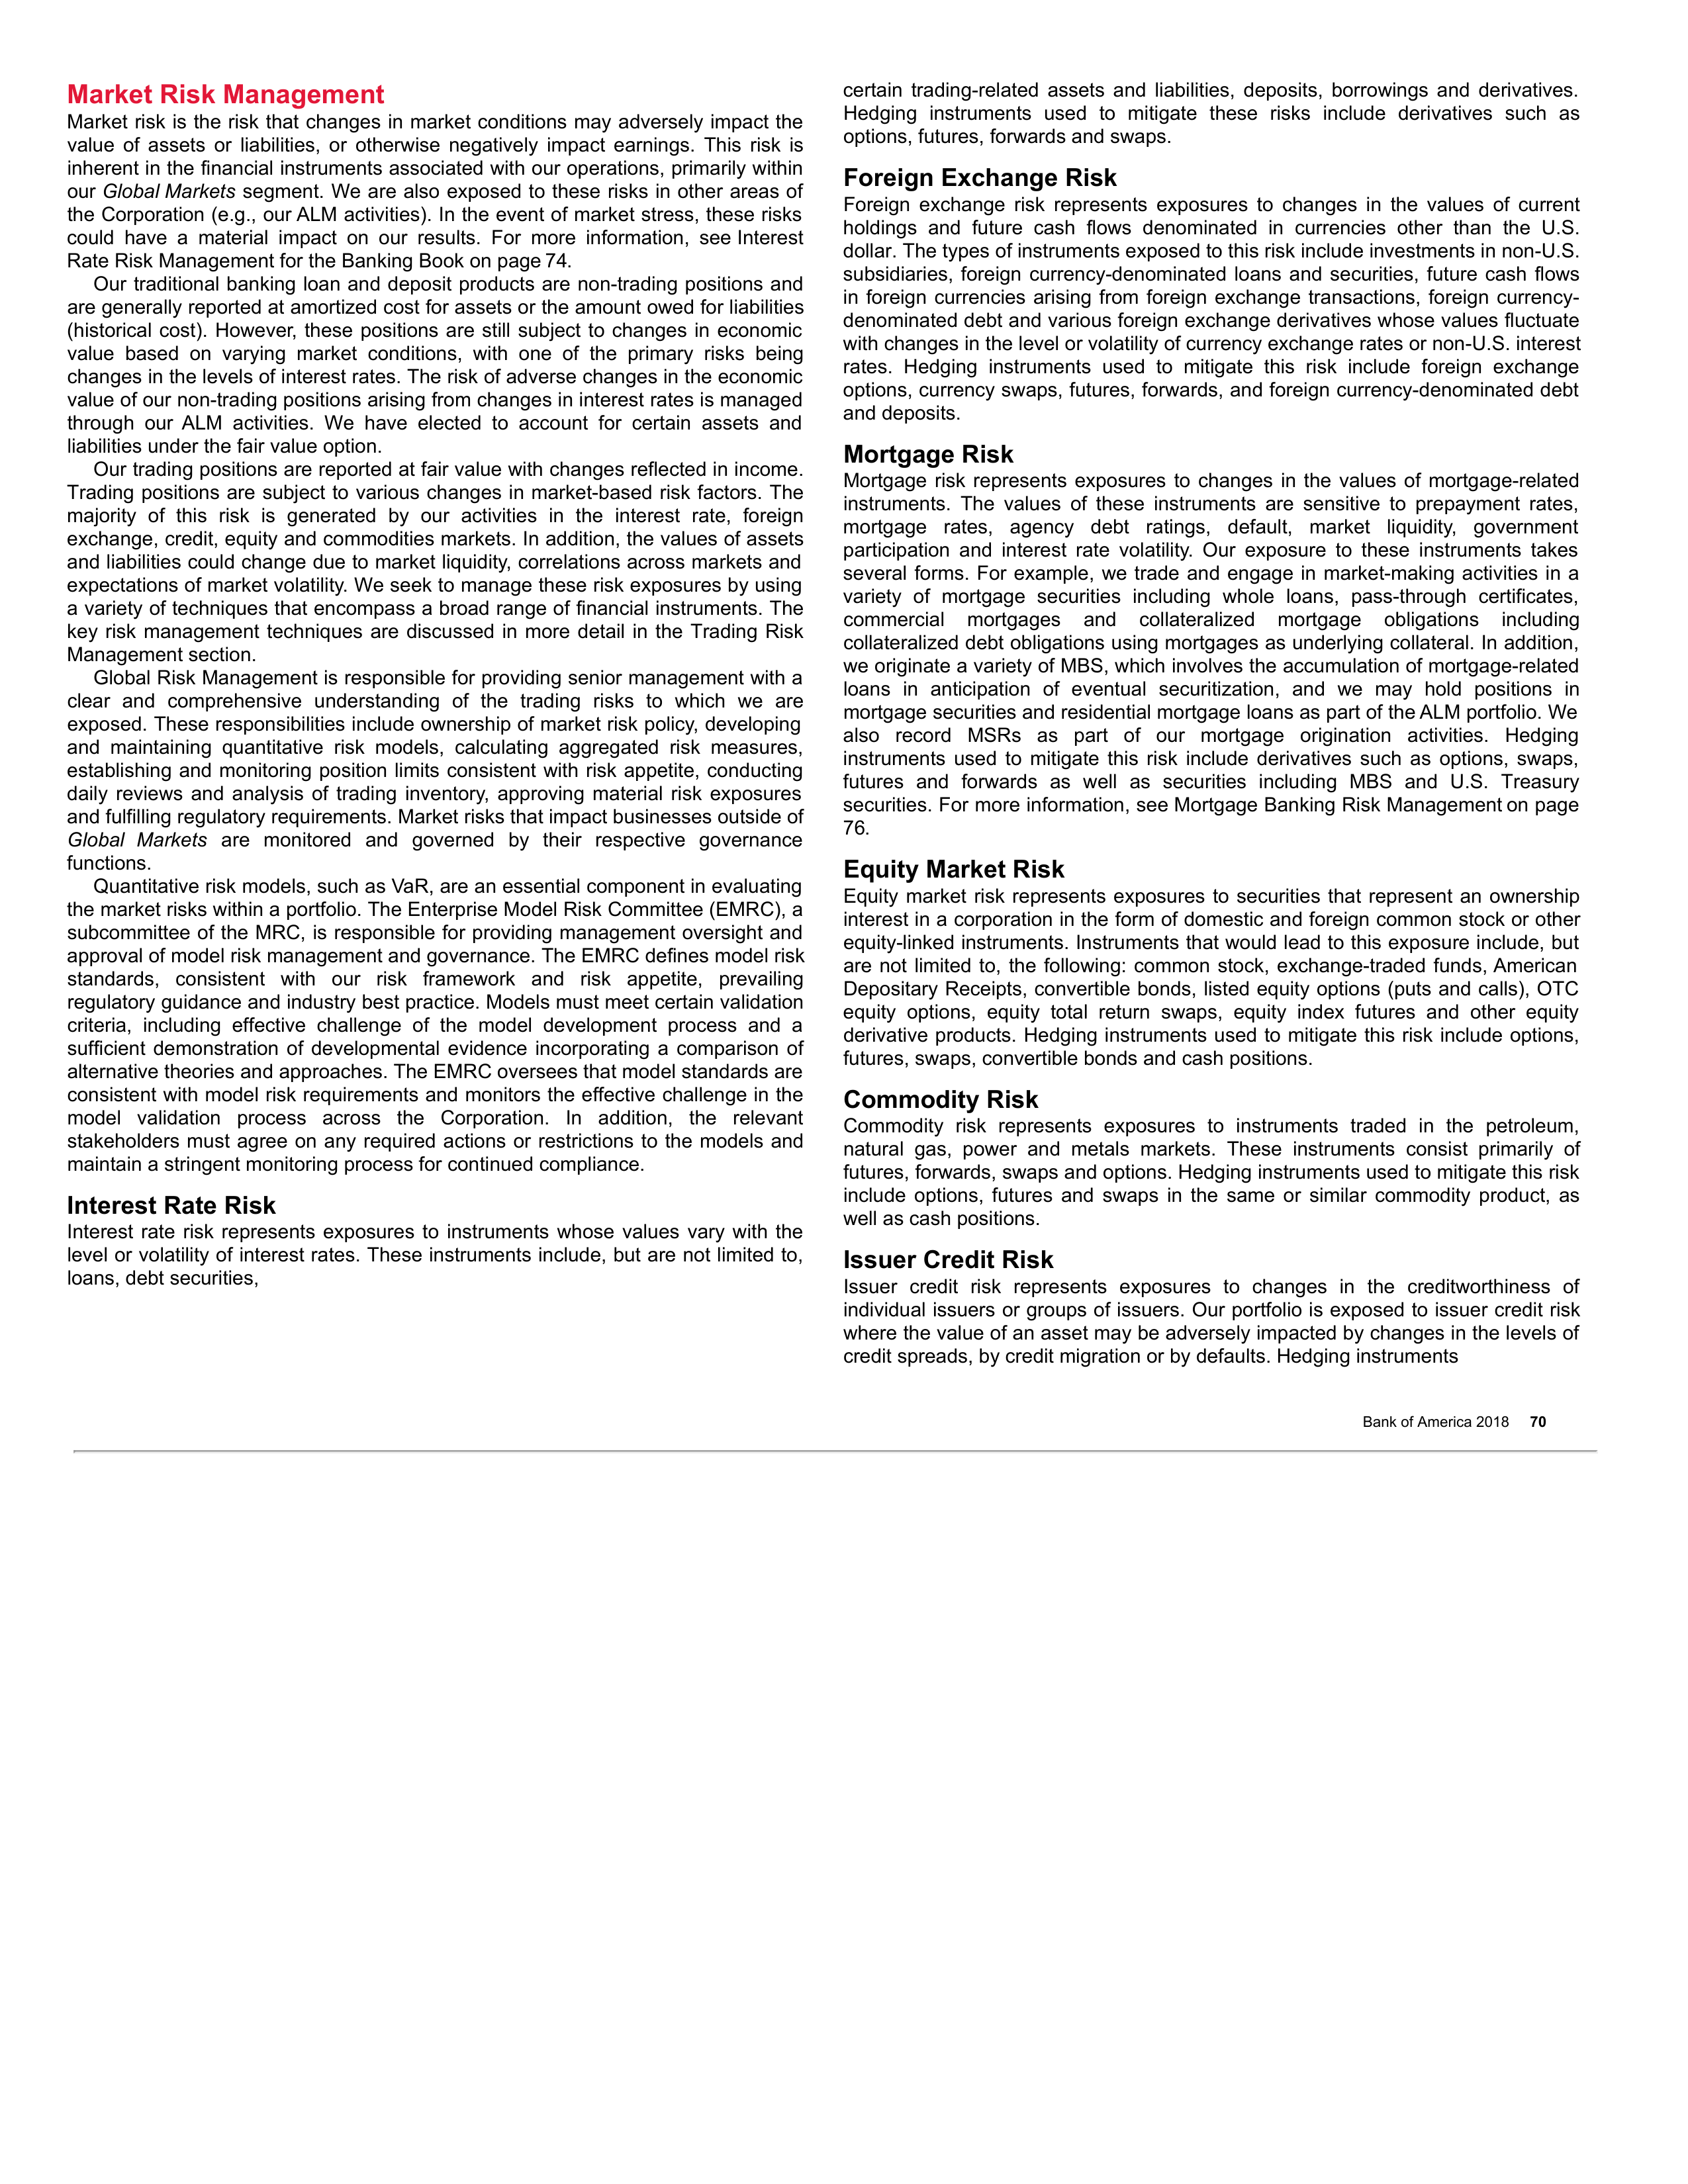 Market Risk Management
Market risk is the risk that changes in market conditions may adversely impact the
value of assets or liabilities, or otherwise negatively impact earnings. This risk is
inherent in the financial instruments associated with our operations, primarily within
our Global Markets segment. We are also exposed to these risks in other areas of
the Corporation (e.g., our ALM activities). In the event of market stress, these risks
could have a material impact on our results. For more information, see Interest
Rate Risk Management for the Banking Book on page 74.
Our traditional banking loan and deposit products are non-trading positions and
are generally reported at amortized cost for assets or the amount owed for liabilities
(historical cost). However, these positions are still subject to changes in economic
value based on varying market conditions, with one of the primary risks being
changes in the levels of interest rates. The risk of adverse changes in the economic
value of our non-trading positions arising from changes in interest rates is managed
through our ALM activities. We have elected to account for certain assets and
liabilities under the fair value option.
Our trading positions are reported at fair value with changes reflected in income.
Trading positions are subject to various changes in market-based risk factors. The
majority of this risk is generated by our activities in the interest rate, foreign
exchange, credit, equity and commodities markets. In addition, the values of assets
and liabilities could change due to market liquidity, correlations across markets and
expectations of market volatility. We seek to manage these risk exposures by using
a variety of techniques that encompass a broad range of financial instruments. The
key risk management techniques are discussed in more detail in the Trading Risk
Management section.
Global Risk Management is responsible for providing senior management with a
clear and comprehensive understanding of the trading risks to which we are
exposed. These responsibilities include ownership of market risk policy, developing
and maintaining quantitative risk models, calculating aggregated risk measures,
establishing and monitoring position limits consistent with risk appetite, conducting
daily reviews and analysis of trading inventory, approving material risk exposures
and fulfilling regulatory requirements. Market risks that impact businesses outside of
Global Markets are monitored and governed by their respective governance
functions.
Quantitative risk models, such as VaR, are an essential component in evaluating
the market risks within a portfolio. The Enterprise Model Risk Committee (EMRC), a
subcommittee of the MRC, is responsible for providing management oversight and
approval of model risk management and governance. The EMRC defines model risk
standards, consistent with our risk framework and risk appetite, prevailing
regulatory guidance and industry best practice. Models must meet certain validation
criteria, including effective challenge of the model development process and a
sufficient demonstration of developmental evidence incorporating a comparison of
alternative theories and approaches. The EMRC oversees that model standards are
consistent with model risk requirements and monitors the effective challenge in the
model validation process across the Corporation. In addition, the relevant
stakeholders must agree on any required actions or restrictions to the models and
maintain a stringent monitoring process for continued compliance.
Interest Rate Risk
Interest rate risk represents exposures to instruments whose values vary with the
level or volatility of interest rates. These instruments include, but are not limited to,
loans, debt securities,
certain trading-related assets and liabilities, deposits, borrowings and derivatives.
Hedging instruments used to mitigate these risks include derivatives such as
options, futures, forwards and swaps.
Foreign Exchange Risk
Foreign exchange risk represents exposures to changes in the values of current
holdings and future cash flows denominated in currencies other than the U.S.
dollar. The types of instruments exposed to this risk include investments in non-U.S.
subsidiaries, foreign currency-denominated loans and securities, future cash flows
in foreign currencies arising from foreign exchange transactions, foreign currency-
denominated debt and various foreign exchange derivatives whose values fluctuate
with changes in the level or volatility of currency exchange rates or non-U.S. interest
rates. Hedging instruments used to mitigate this risk include foreign exchange
options, currency swaps, futures, forwards, and foreign currency-denominated debt
and deposits.
Mortgage Risk
Mortgage risk represents exposures to changes in the values of mortgage-related
instruments. The values of these instruments are sensitive to prepayment rates,
mortgage rates, agency debt ratings, default, market liquidity, government
participation and interest rate volatility. Our exposure to these instruments takes
several forms. For example, we trade and engage in market-making activities in a
variety of mortgage securities including whole loans, pass-through certificates,
commercial mortgages and collateralized mortgage obligations including
collateralized debt obligations using mortgages as underlying collateral. In addition,
we originate a variety of MBS, which involves the accumulation of mortgage-related
loans in anticipation of eventual securitization, and we may hold positions in
mortgage securities and residential mortgage loans as part of the ALM portfolio. We
also record MSRs as part of our mortgage origination activities. Hedging
instruments used to mitigate this risk include derivatives such as options, swaps,
futures and forwards as well as securities including MBS and U.S. Treasury
securities. For more information, see Mortgage Banking Risk Management on page
76.
Equity Market Risk
Equity market risk represents exposures to securities that represent an ownership
interest in a corporation in the form of domestic and foreign common stock or other
equity-linked instruments. Instruments that would lead to this exposure include, but
are not limited to, the following: common stock, exchange-traded funds, American
Depositary Receipts, convertible bonds, listed equity options (puts and calls), OTC
equity options, equity total return swaps, equity index futures and other equity
derivative products. Hedging instruments used to mitigate this risk include options,
futures, swaps, convertible bonds and cash positions.
Commodity Risk
Commodity risk represents exposures to instruments traded in the petroleum,
natural gas, power and metals markets. These instruments consist primarily of
futures, forwards, swaps and options. Hedging instruments used to mitigate this risk
include options, futures and swaps in the same or similar commodity product, as
well as cash positions.
Issuer Credit Risk
Issuer credit risk represents exposures to changes in the creditworthiness of
individual issuers or groups of issuers. Our portfolio is exposed to issuer credit risk
where the value of an asset may be adversely impacted by changes in the levels of
credit spreads, by credit migration or by defaults. Hedging instruments
Bank of America 2018 70